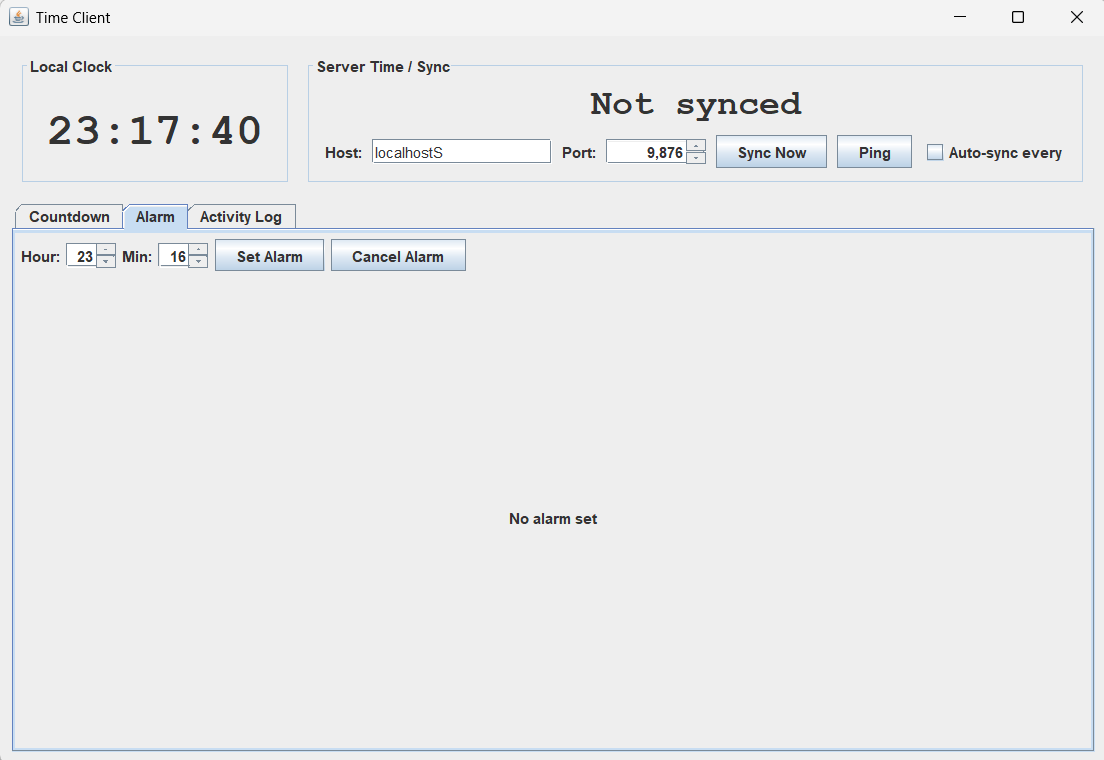 Time Client
Local Clock
23:17:40
Server Time / Sync
Not synced
Host: localhostS Port: 9,876 Sync Now Ping Auto-sync every
Countdown Alarm Activity Log
Hour: 23 Min: 16 Set Alarm Cancel Alarm
No alarm set